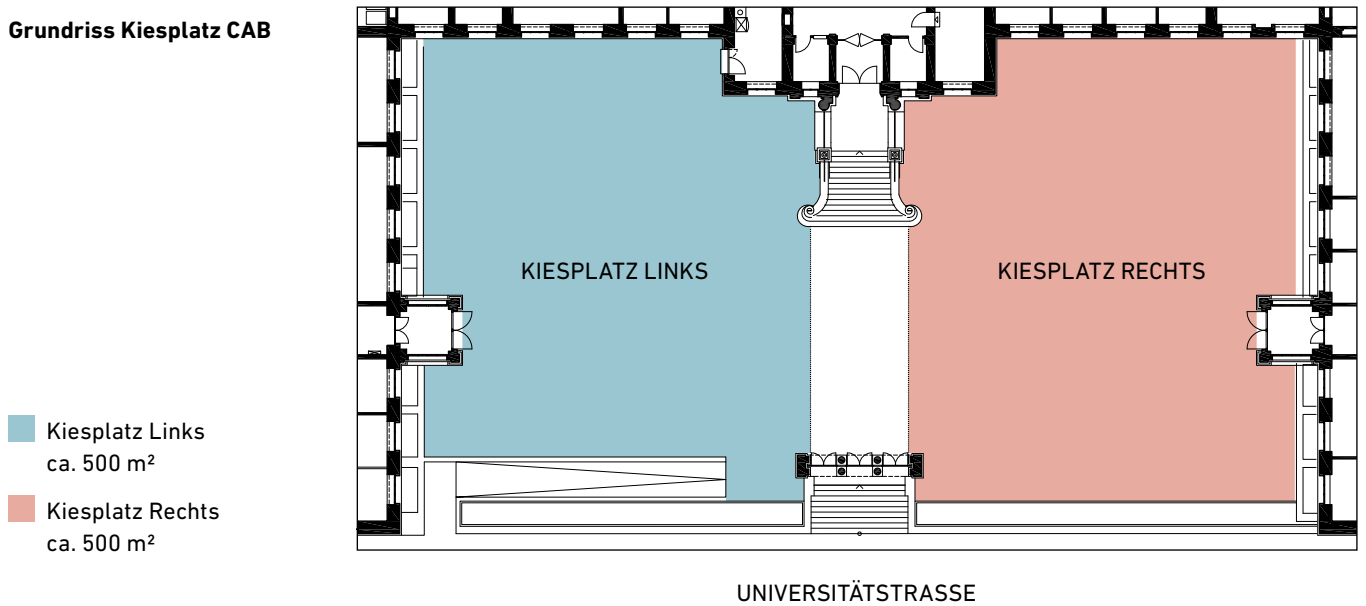 Grundriss Kiesplatz CAB
KIESPLATZ LINKS
KIESPLATZ RECHTS
Kiesplatz Links
ca. 500 m²
Kiesplatz Rechts
ca. 500 m²
UNIVERSITÄTSTRASSE